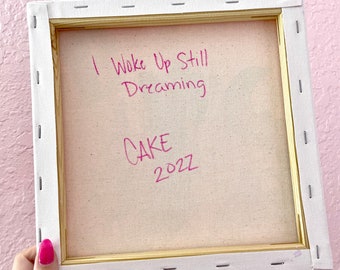 I Woke Up Still
Dreaming
CAKE
2022